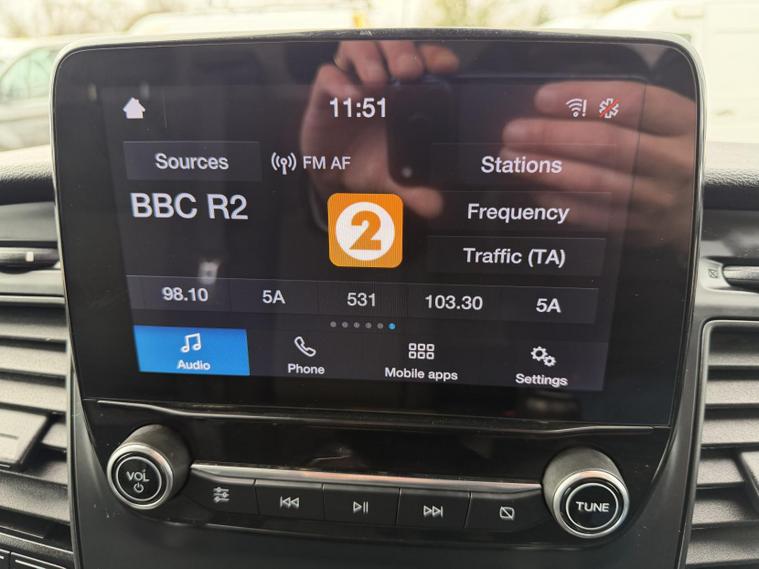 11:51
Sources
FM AF
Stations
BBC R2
2
Frequency
Traffic (TA)
98.10
5A
531
103.30
5A
Audio
Phone
Mobile apps
Settings
VOL
TUNE